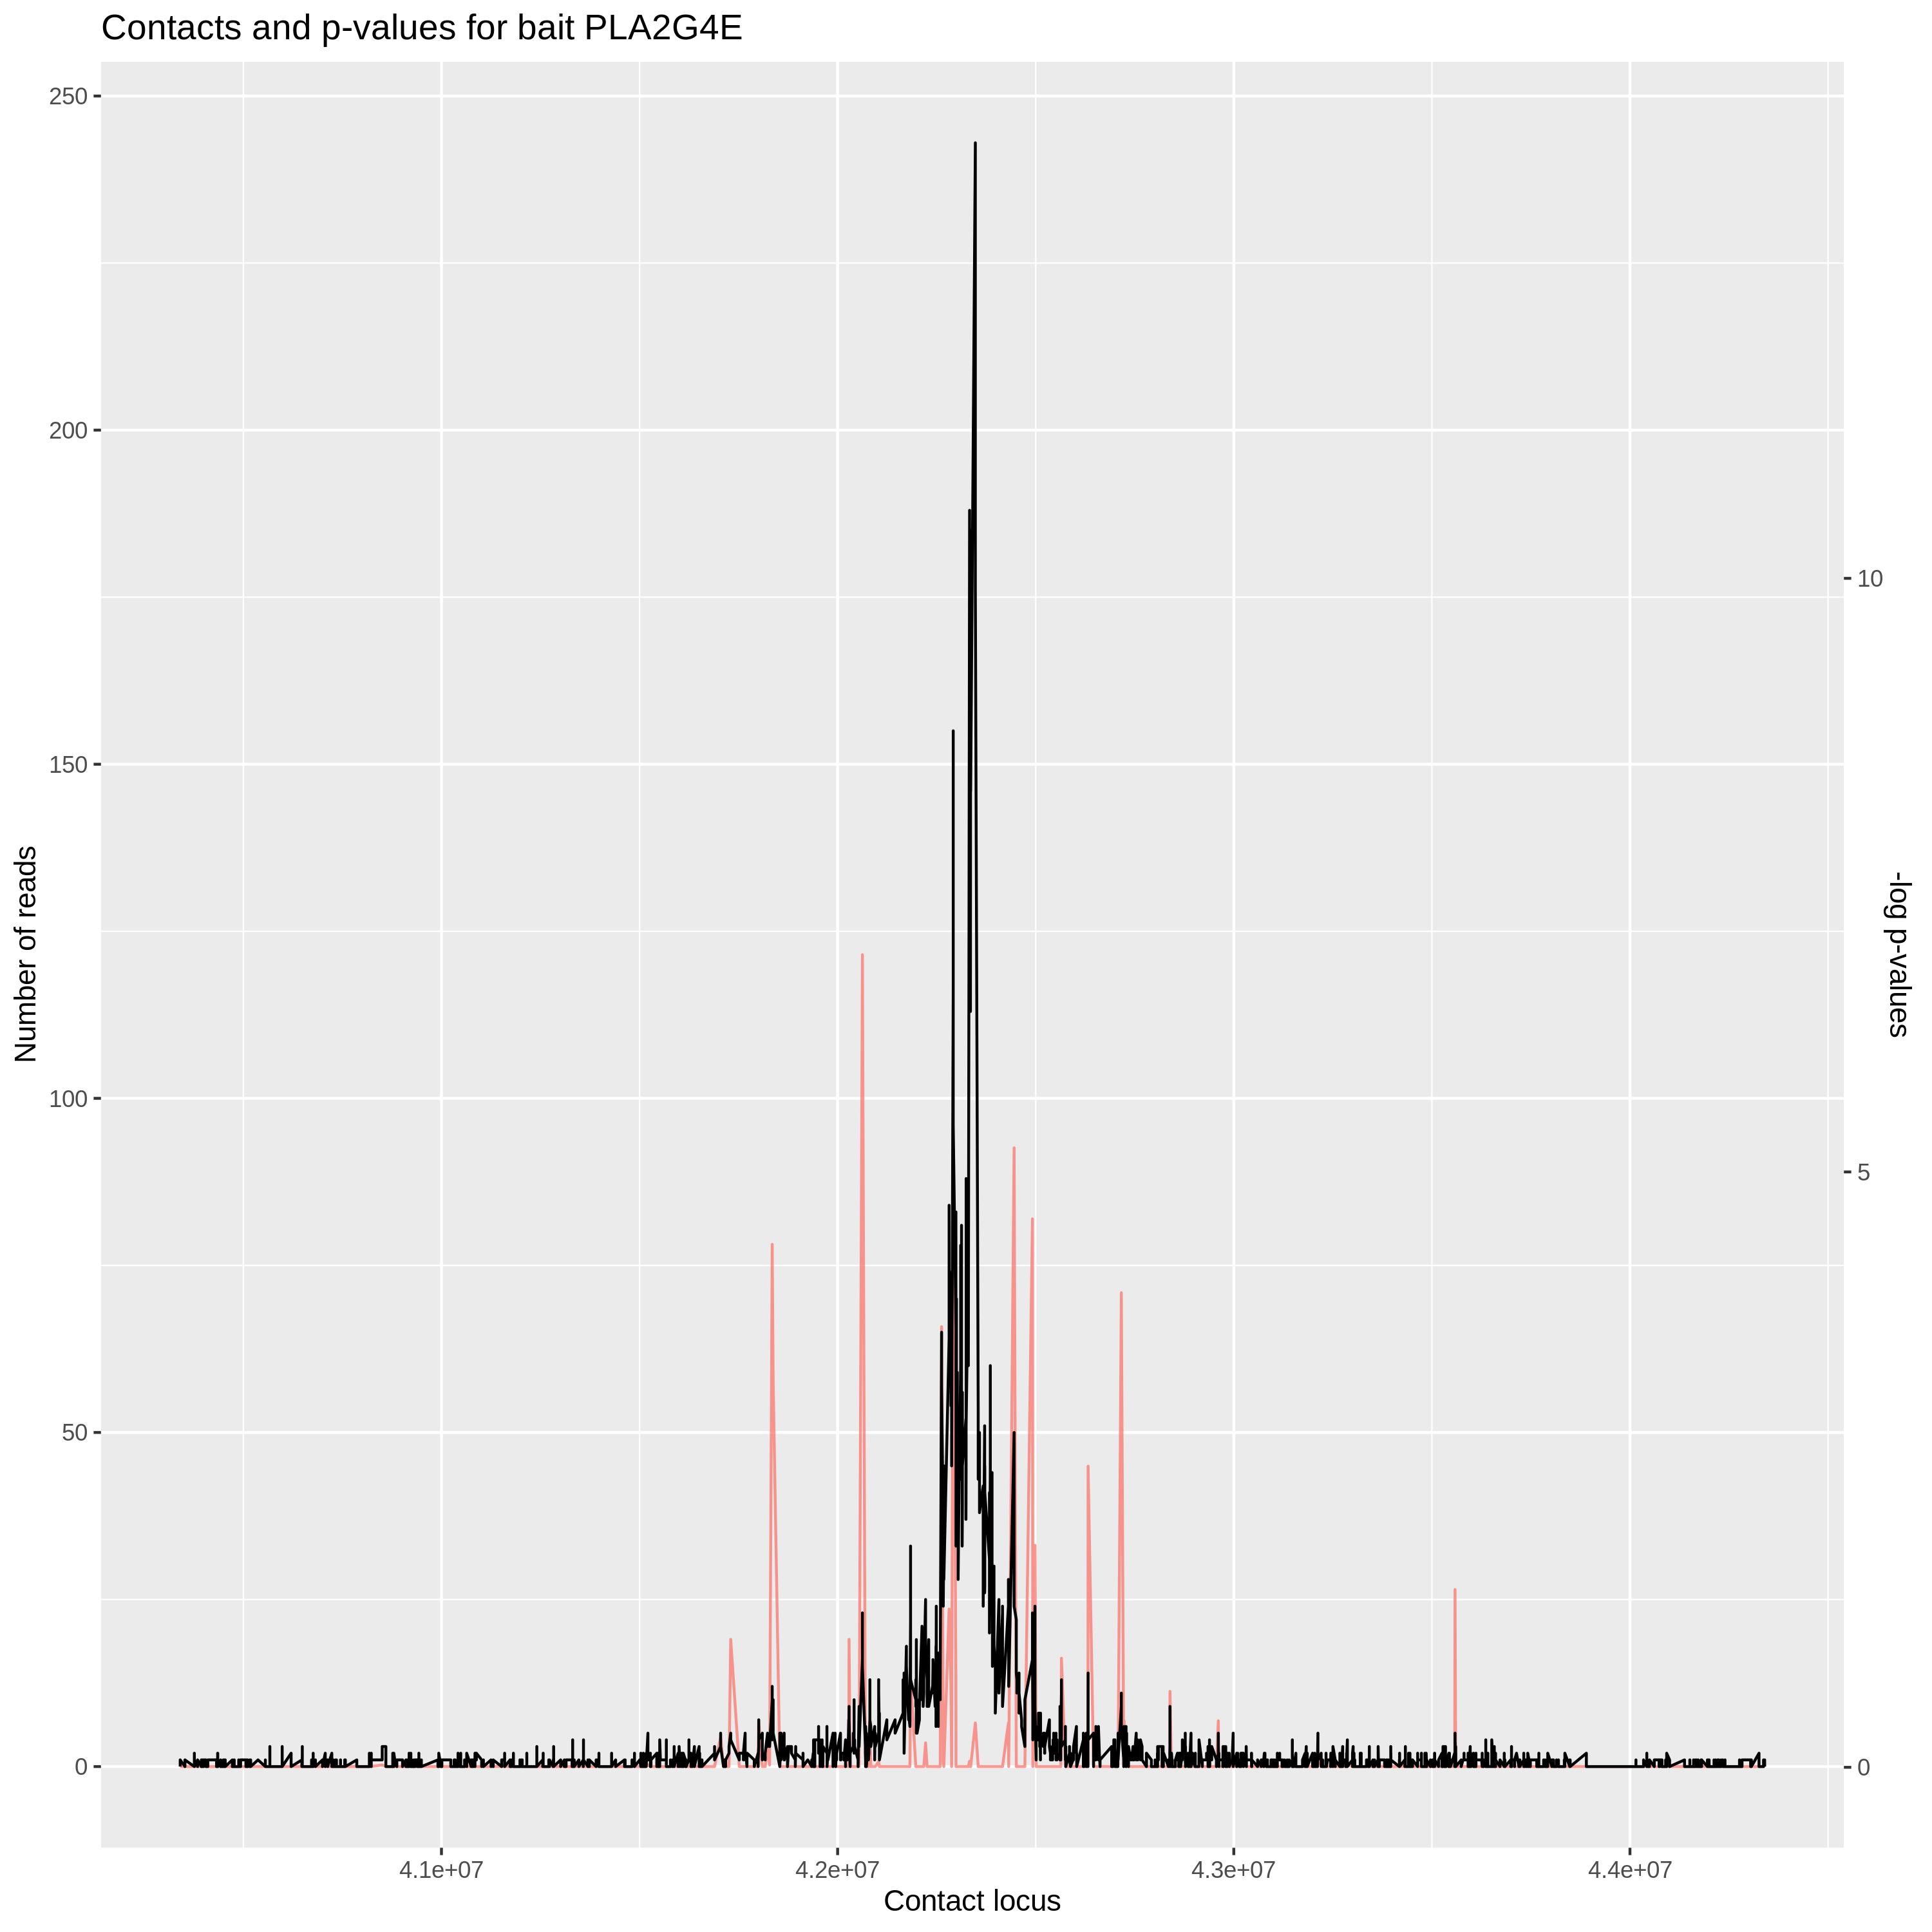 Contacts and p-values for bait PLA2G4E
250
200
150
100
50
0
Number of reads
10
5
0
-log p-values
4.1e+07
4.2e+07
4.3e+07
4.4e+07
Contact locus